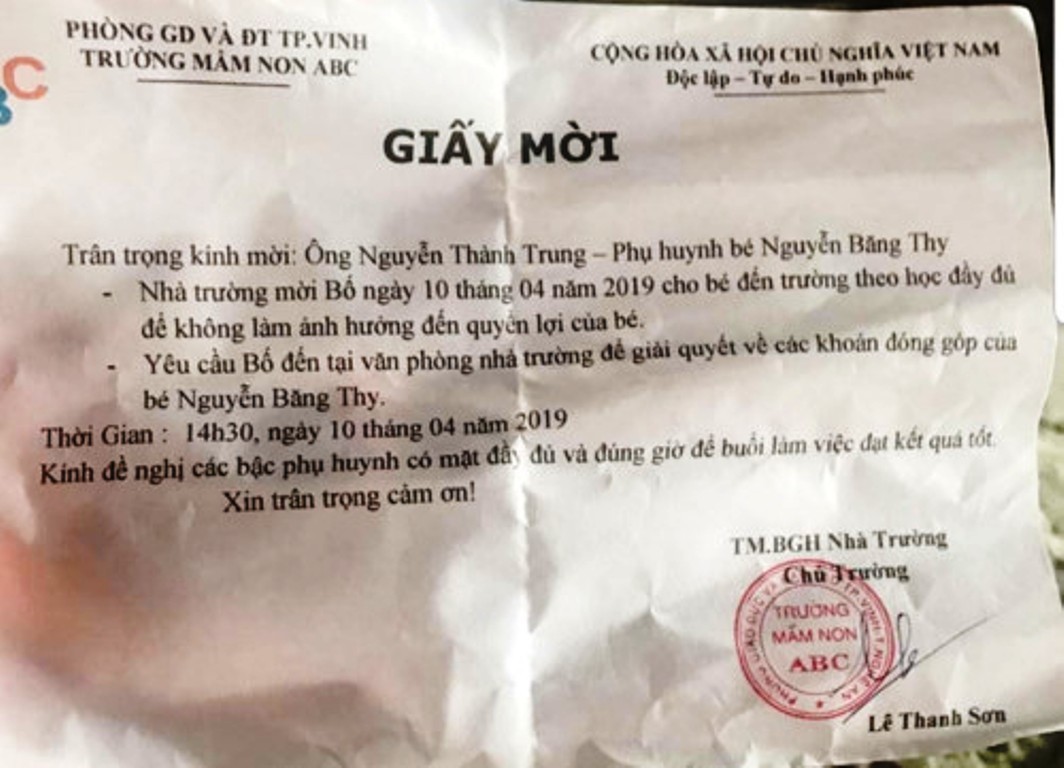 PHÒNG GD VÀ ĐT TP.VINH
TRƯỜNG MẦM NON ABC
CỘNG HÒA XÃ HỘI CHỦ NGHĨA VIỆT NAM
Độc lập – Tự do – Hạnh phúc
C
GIẤY MỜI
Trân trọng kính mời: Ông Nguyễn Thành Trung – Phụ huynh bé Nguyễn Băng Thy
- Nhà trường mời Bố ngày 10 tháng 04 năm 2019 cho bé đến trường theo học đầy đủ
để không làm ảnh hưởng đến quyền lợi của bé.
- Yêu cầu Bố đến tại văn phòng nhà trường để giải quyết về các khoản đóng góp của
bé Nguyễn Băng Thy.
Thời Gian : 14h30, ngày 10 tháng 04 năm 2019
Kính đề nghị các bậc phụ huynh có mặt đầy đủ và đúng giờ để buổi làm việc đạt kết quả tốt.
Xin trân trọng cảm ơn!
TM.BGH Nhà Trường
Chủ Trường
TRƯỜNG
MẦM NON
ABC
Lê Thanh Sơn